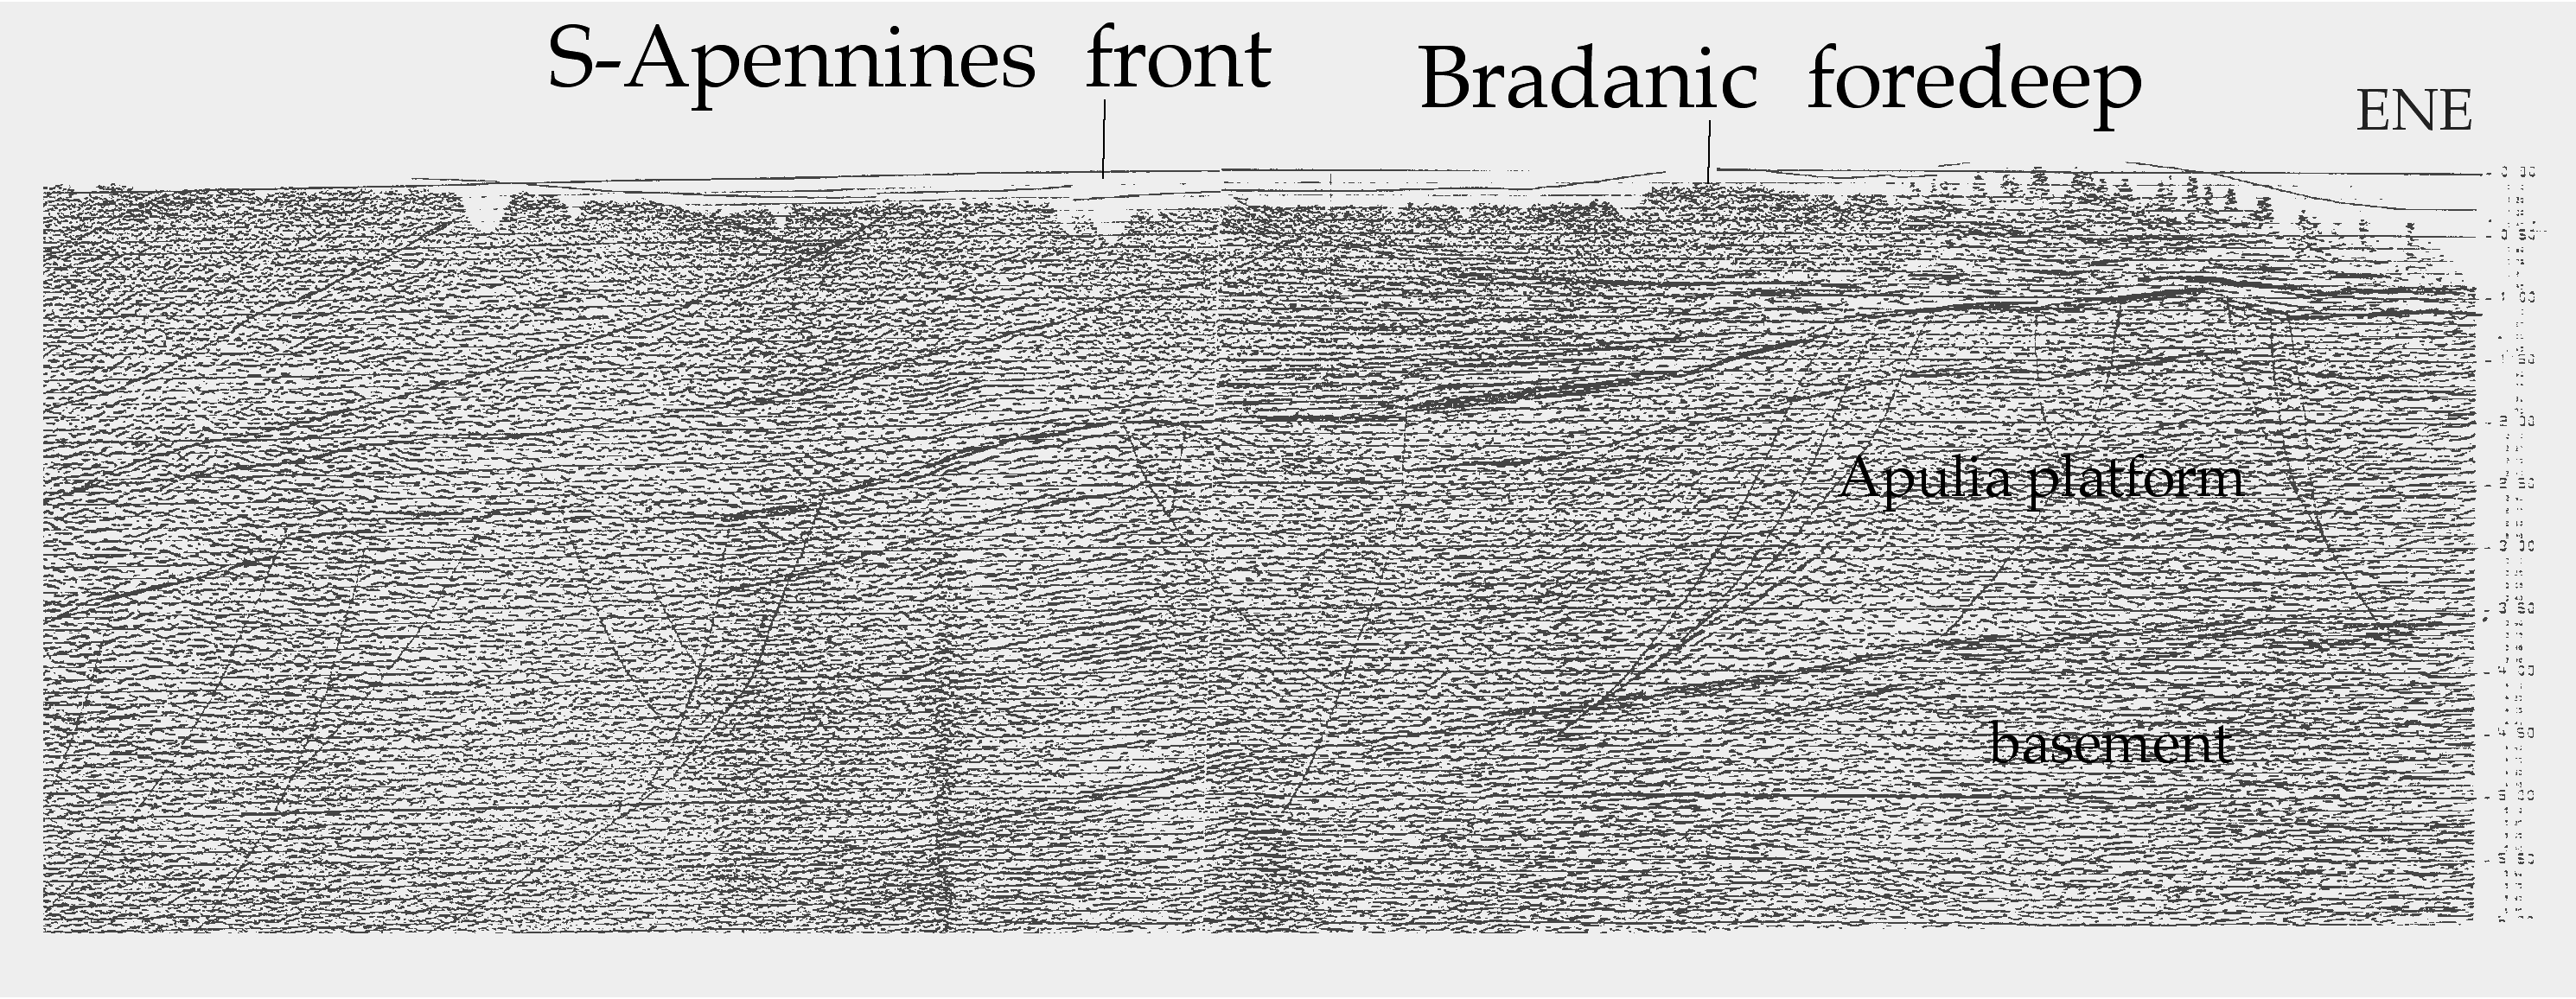 S-Apennines front
Bradanic foredeep
ENE
Apulia platform
basement